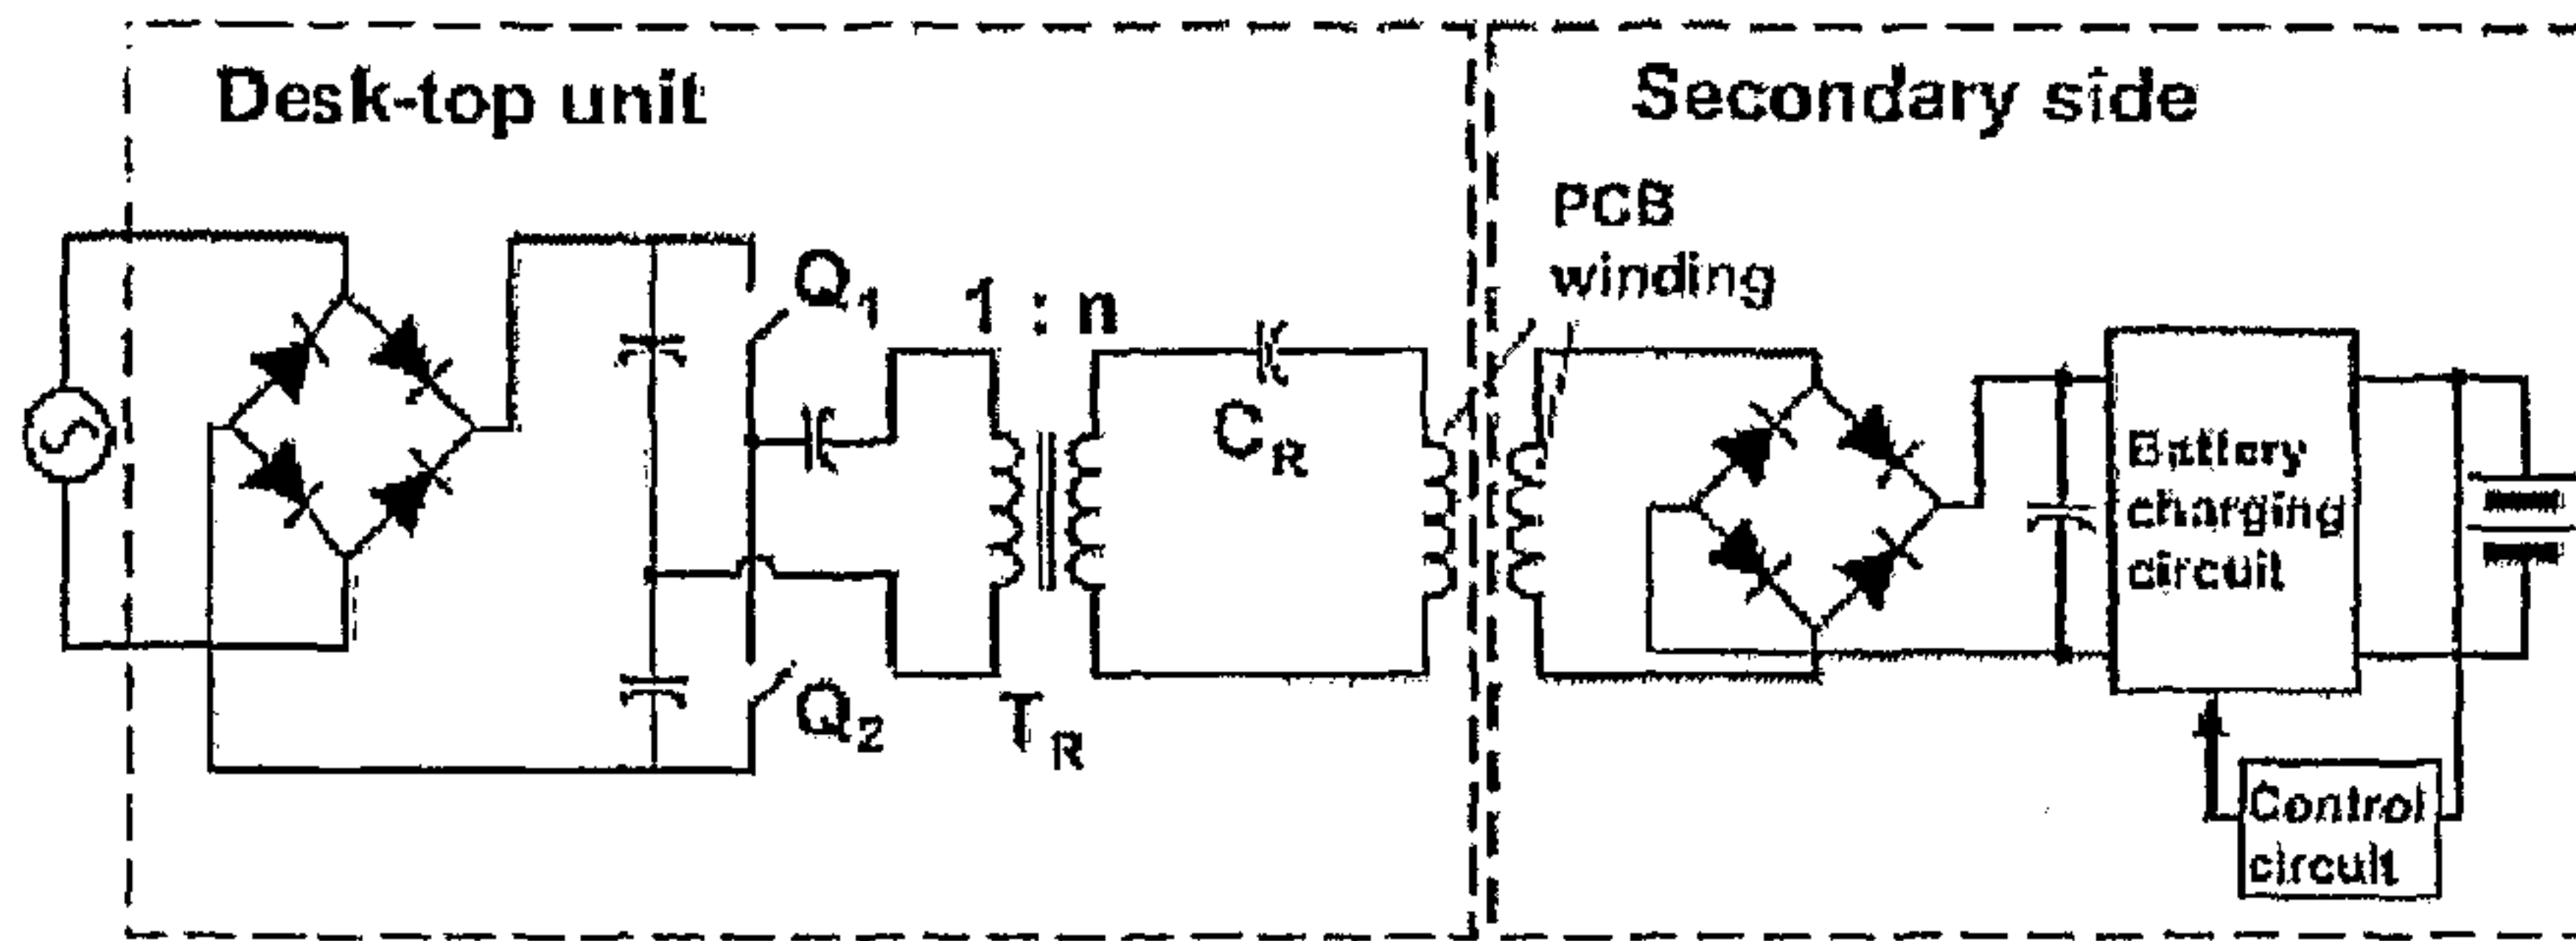 Desk-top unit
Secondary side
PCB
winding
Q1
1 : n
CR
Q2
TR
Battery
charging
circuit
Control
circuit